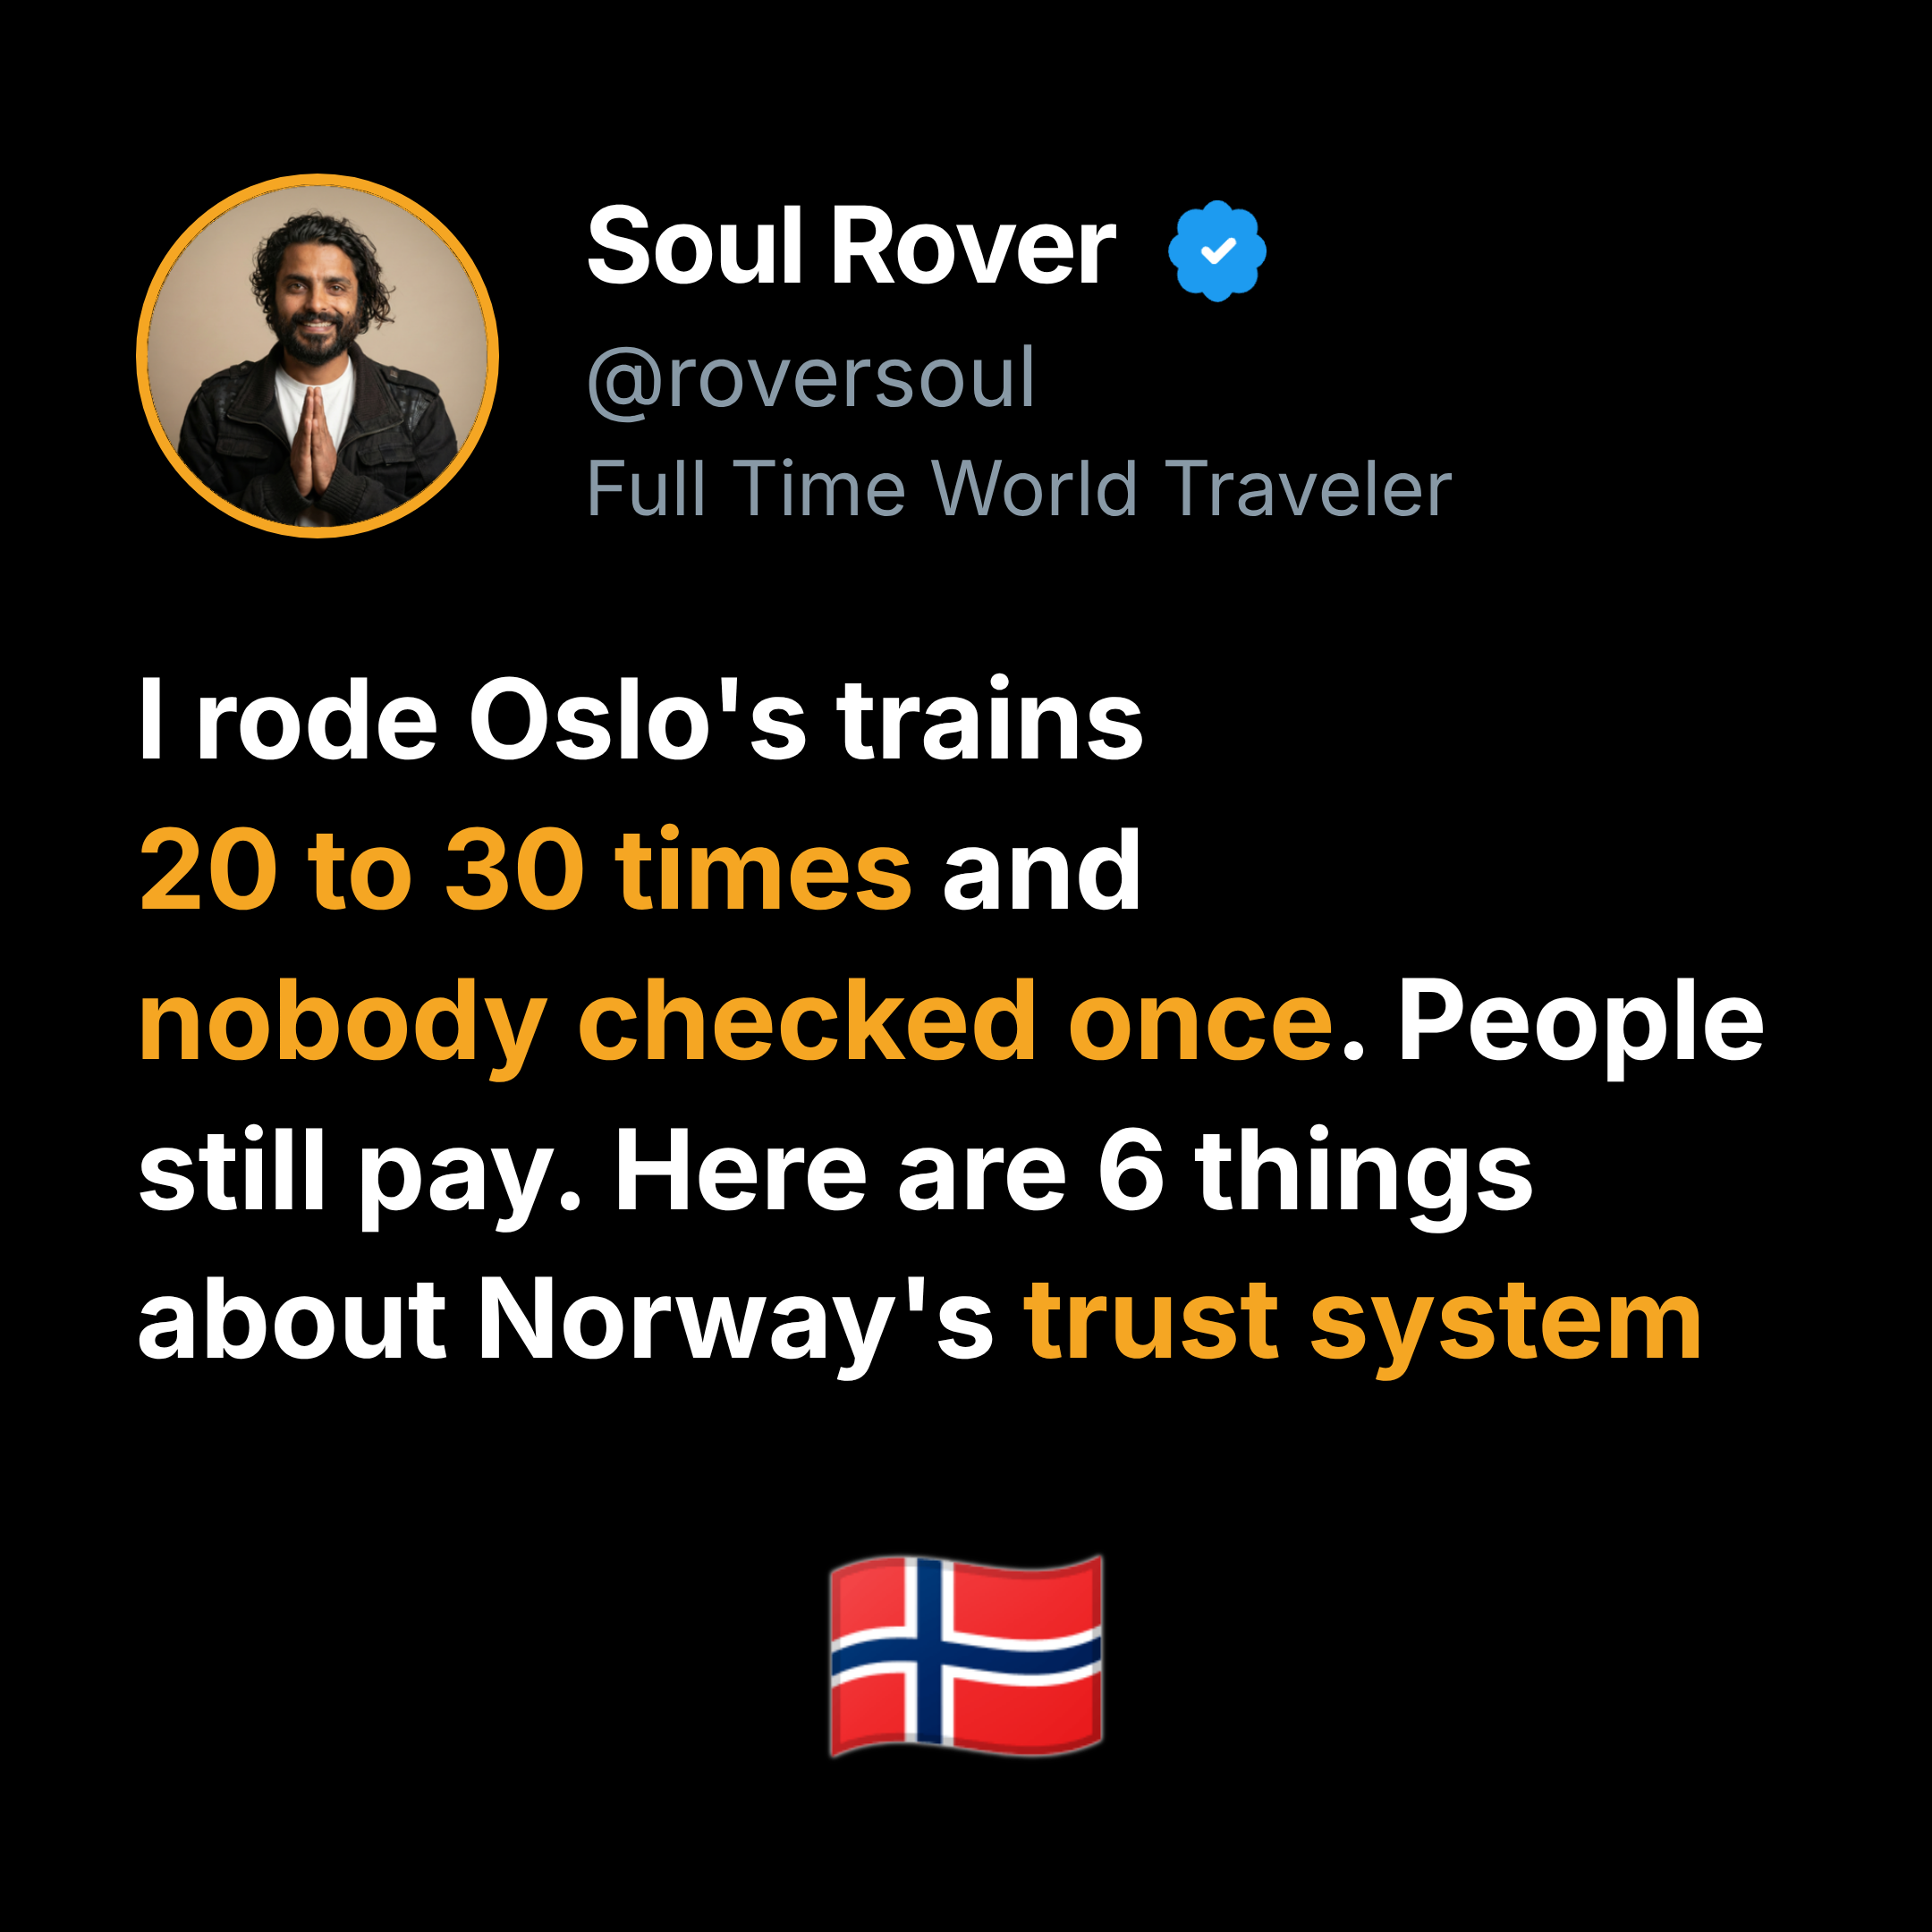 Soul Rover
@roversoul
Full Time World Traveler
I rode Oslo's trains
20 to 30 times and
nobody checked once. People
still pay. Here are 6 things
about Norway's trust system